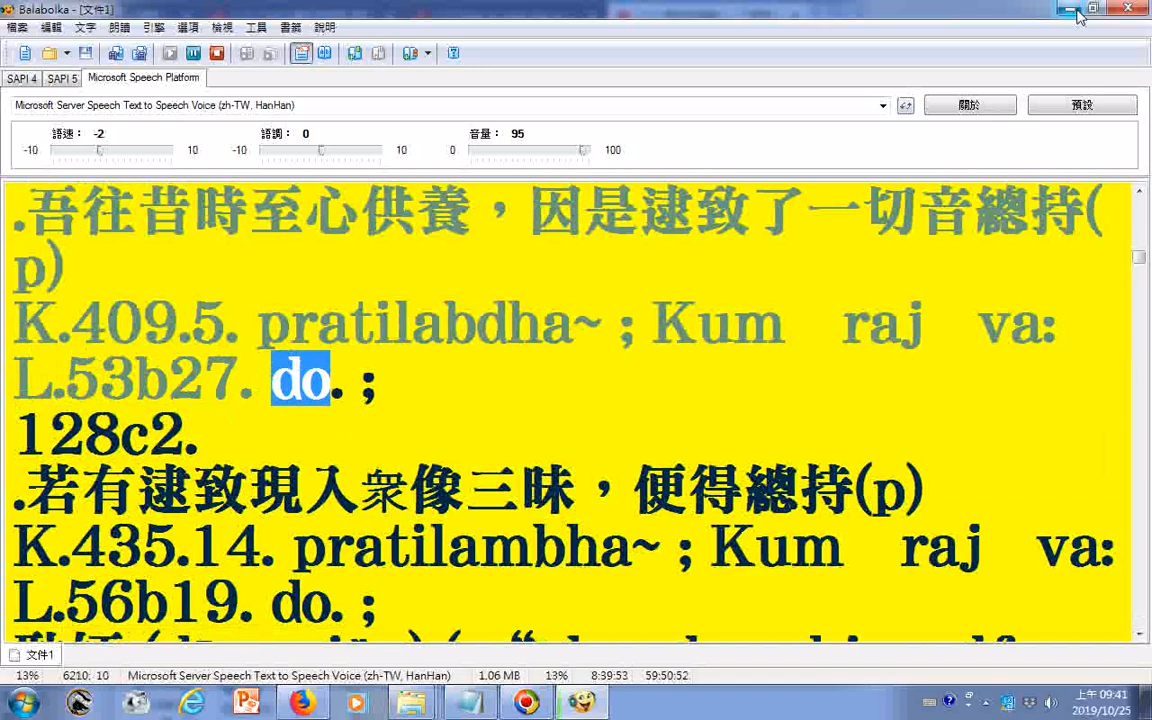 Balabolka - [文件1]
檔案 編輯 文字 朗讀 引擎 選項 檢視 工具 書籤 說明
SAPI 4 SAPI 5 Microsoft Speech Platform
Microsoft Server Speech Text to Speech Voice (zh-TW, HanHan) 關於 預設
語速： -2 語調： 0 音量： 95
-10 10 -10 10 0 100
.吾往昔時至心供養，因是逮致了一切音總持(
p)
K.409.5. pratilabdha~ ; Kum raj va:
L.53b27. do. ;
128c2.
.若有逮致現入衆像三昧，便得總持(p)
K.435.14. pratilambha~ ; Kum raj va:
L.56b19. do. ;
文件1
13% 6210: 10 Microsoft Server Speech Text to Speech Voice (zh-TW, HanHan) 1.06 MB 13% 8:39:53 59:50:52
上午 09:41
2019/10/25